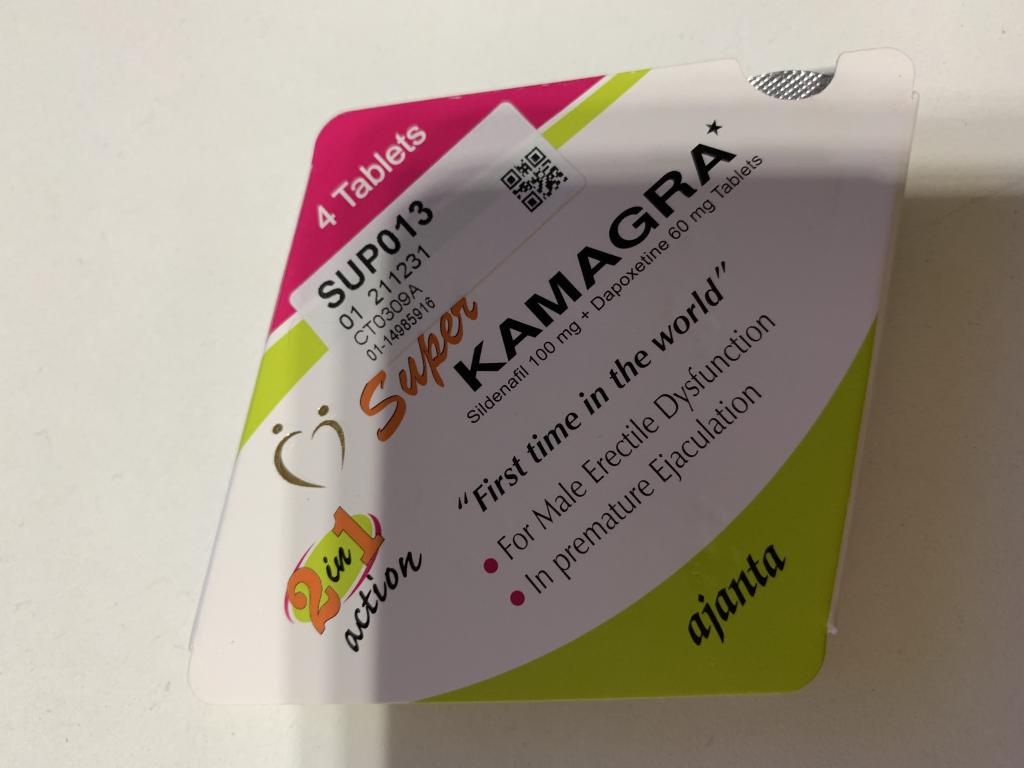 4 Tablets
SUP013
01 211231
CT0309A
01-14985916
Super
KAMAGRA*
Sildenafil 100 mg + Dapoxetine 60 mg Tablets
“First time in the world”
• For Male Erectile Dysfunction
• In premature Ejaculation
2 in 1
action
ajanta